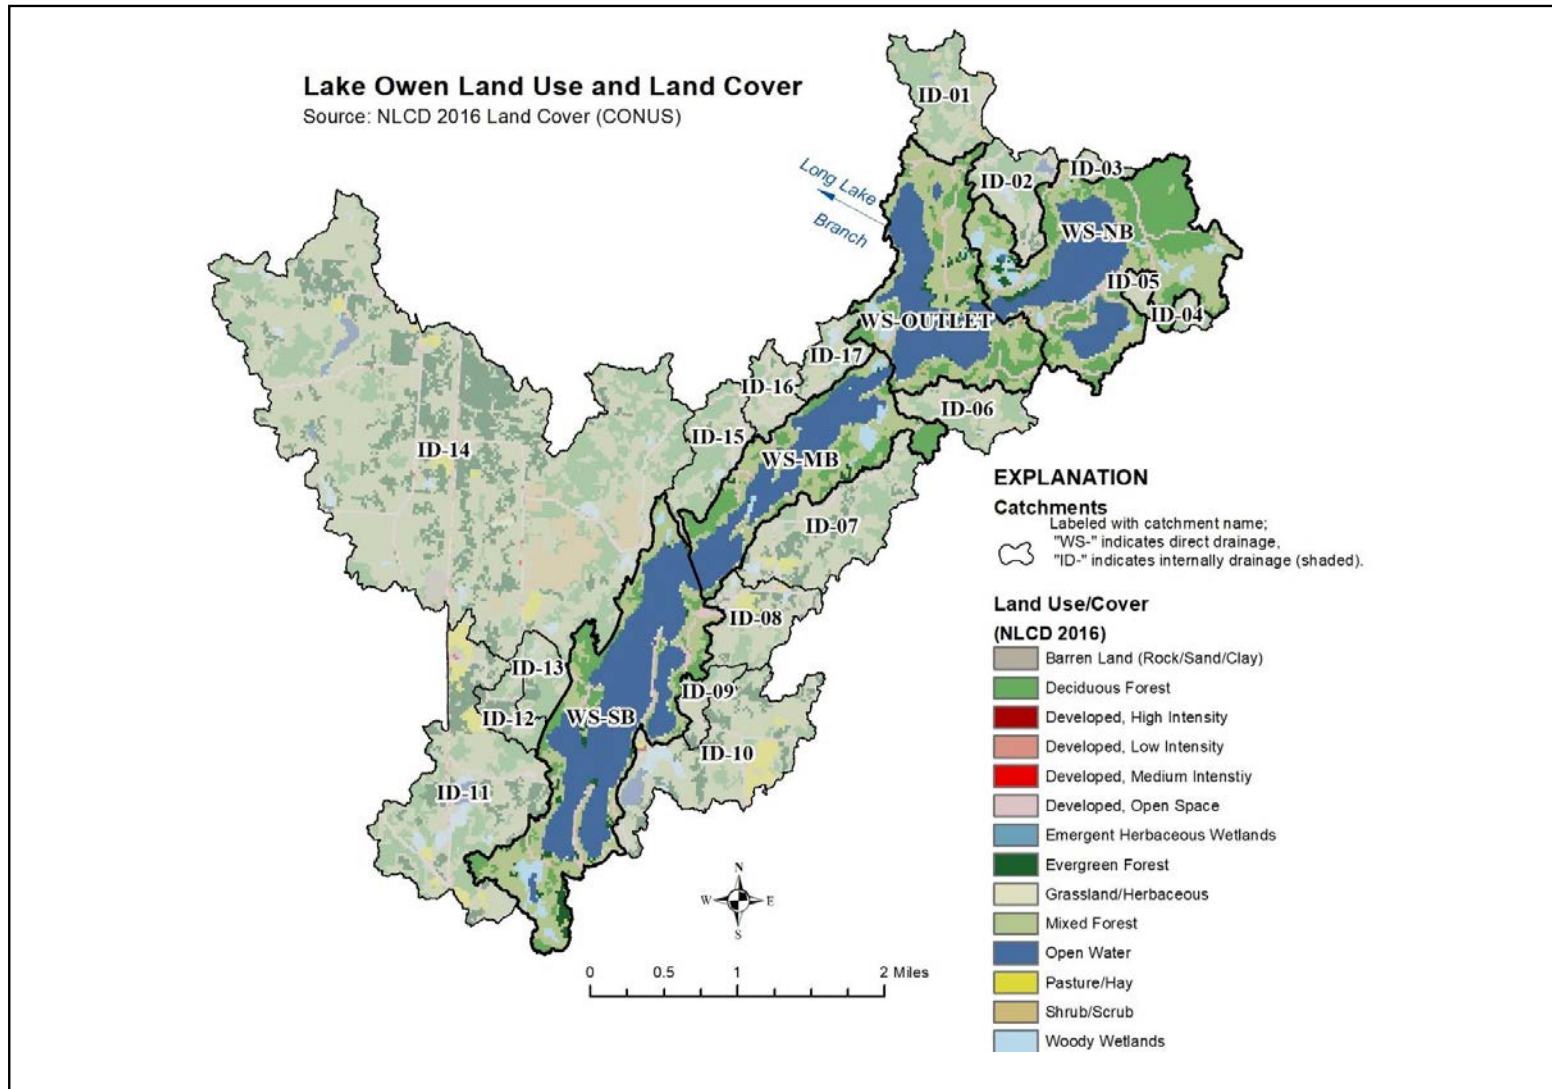 Lake Owen Land Use and Land Cover
Source: NLCD 2016 Land Cover (CONUS)
ID-01
Long Lake
Branch
ID-02
ID-03
WS-NB
ID-05
ID-04
WS-OUTLET
ID-17
ID-16
ID-06
ID-15
ID-14
WS-MB
ID-07
ID-08
ID-13
ID-09
ID-12
WS-SB
ID-10
ID-11
N
W
E
S
0 0.5 1 2 Miles
EXPLANATION
Catchments
Labeled with catchment name;
"WS-" indicates direct drainage,
"ID-" indicates internally drainage (shaded).
Land Use/Cover
(NLCD 2016)
Barren Land (Rock/Sand/Clay)
Deciduous Forest
Developed, High Intensity
Developed, Low Intensity
Developed, Medium Intenstiy
Developed, Open Space
Emergent Herbaceous Wetlands
Evergreen Forest
Grassland/Herbaceous
Mixed Forest
Open Water
Pasture/Hay
Shrub/Scrub
Woody Wetlands